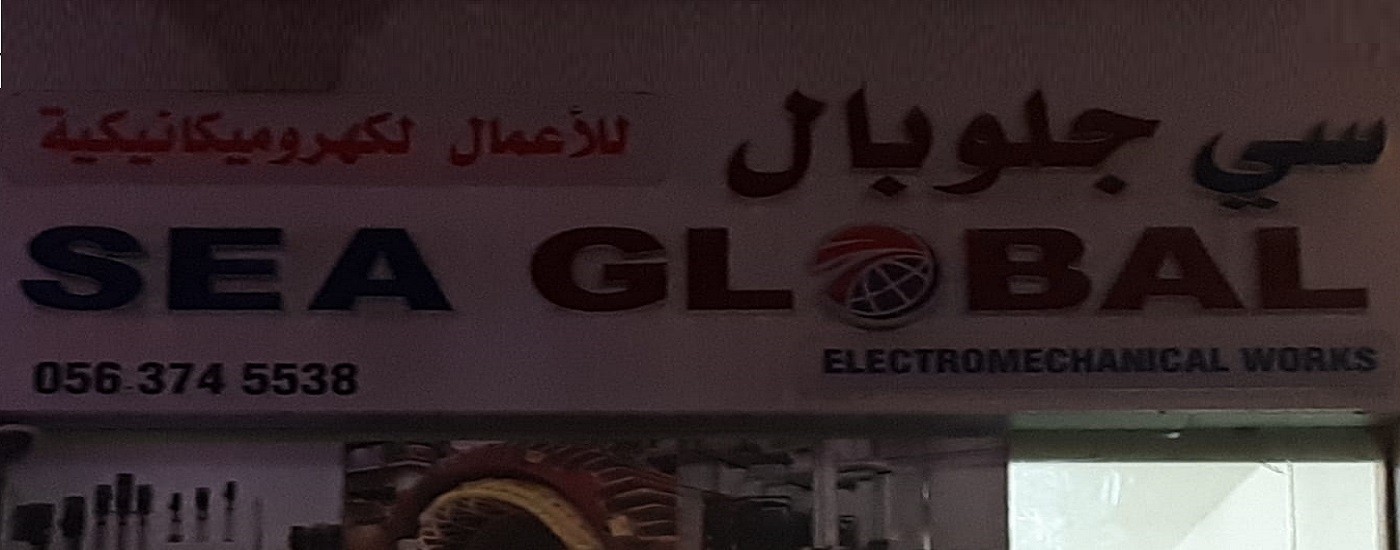 سي جلوبال
للأعمال لكهروميكانيكية
SEA GLOBAL
ELECTROMECHANICAL WORKS
056 374 5538